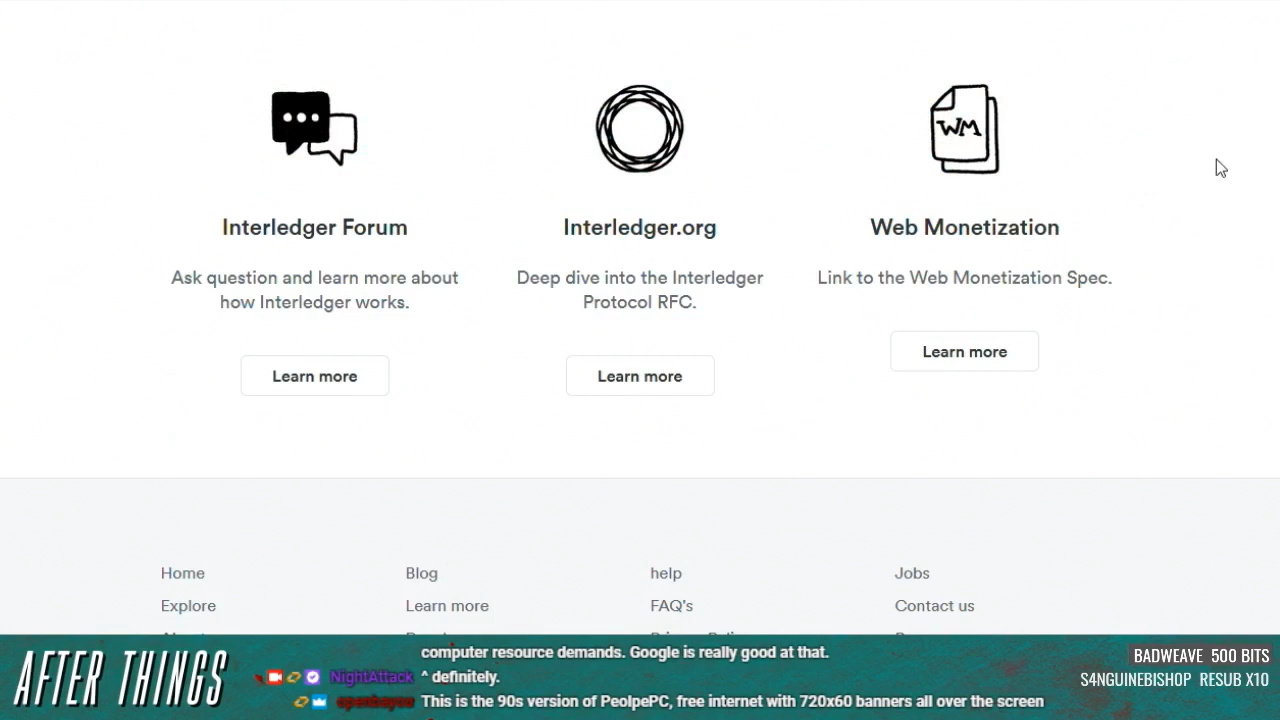 WM
Interledger Forum
Interledger.org
Web Monetization
Ask question and learn more about
how Interledger works.
Deep dive into the Interledger
Protocol RFC.
Link to the Web Monetization Spec.
Learn more
Learn more
Learn more
Home
Blog
help
Jobs
Explore
Learn more
FAQ's
Contact us
AFTER THINGS
computer resource demands. Google is really good at that.
NightAttack ^ definitely.
openbayou This is the 90s version of PeolpePC, free internet with 720x60 banners all over the screen
BADWEAVE 500 BITS
S4NGUINEBISHOP RESUB X10